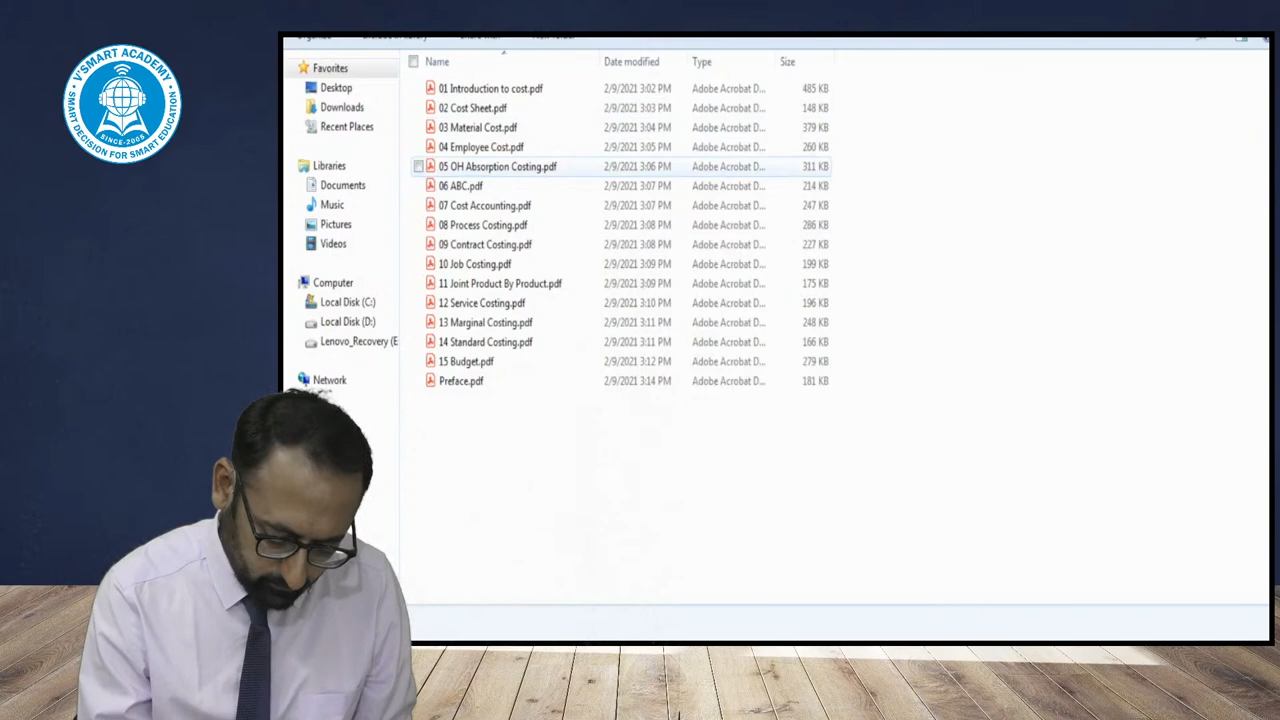 V'SMART ACADEMY
SINCE-2005
SMART DECISION FOR SMART EDUCATION
Name Date modified Type Size
Favorites
Desktop
Downloads
Recent Places
Libraries
Documents
Music
Pictures
Videos
Computer
Local Disk (C:)
Local Disk (D:)
Lenovo_Recovery (E
Network
01 Introduction to cost.pdf 2/9/2021 3:02 PM Adobe Acrobat D... 485 KB
02 Cost Sheet.pdf 2/9/2021 3:03 PM Adobe Acrobat D... 148 KB
03 Material Cost.pdf 2/9/2021 3:04 PM Adobe Acrobat D... 379 KB
04 Employee Cost.pdf 2/9/2021 3:05 PM Adobe Acrobat D... 260 KB
05 OH Absorption Costing.pdf 2/9/2021 3:06 PM Adobe Acrobat D... 311 KB
06 ABC.pdf 2/9/2021 3:07 PM Adobe Acrobat D... 214 KB
07 Cost Accounting.pdf 2/9/2021 3:07 PM Adobe Acrobat D... 247 KB
08 Process Costing.pdf 2/9/2021 3:08 PM Adobe Acrobat D... 286 KB
09 Contract Costing.pdf 2/9/2021 3:08 PM Adobe Acrobat D... 227 KB
10 Job Costing.pdf 2/9/2021 3:09 PM Adobe Acrobat D... 199 KB
11 Joint Product By Product.pdf 2/9/2021 3:09 PM Adobe Acrobat D... 175 KB
12 Service Costing.pdf 2/9/2021 3:10 PM Adobe Acrobat D... 196 KB
13 Marginal Costing.pdf 2/9/2021 3:11 PM Adobe Acrobat D... 248 KB
14 Standard Costing.pdf 2/9/2021 3:11 PM Adobe Acrobat D... 166 KB
15 Budget.pdf 2/9/2021 3:12 PM Adobe Acrobat D... 279 KB
Preface.pdf 2/9/2021 3:14 PM Adobe Acrobat D... 181 KB